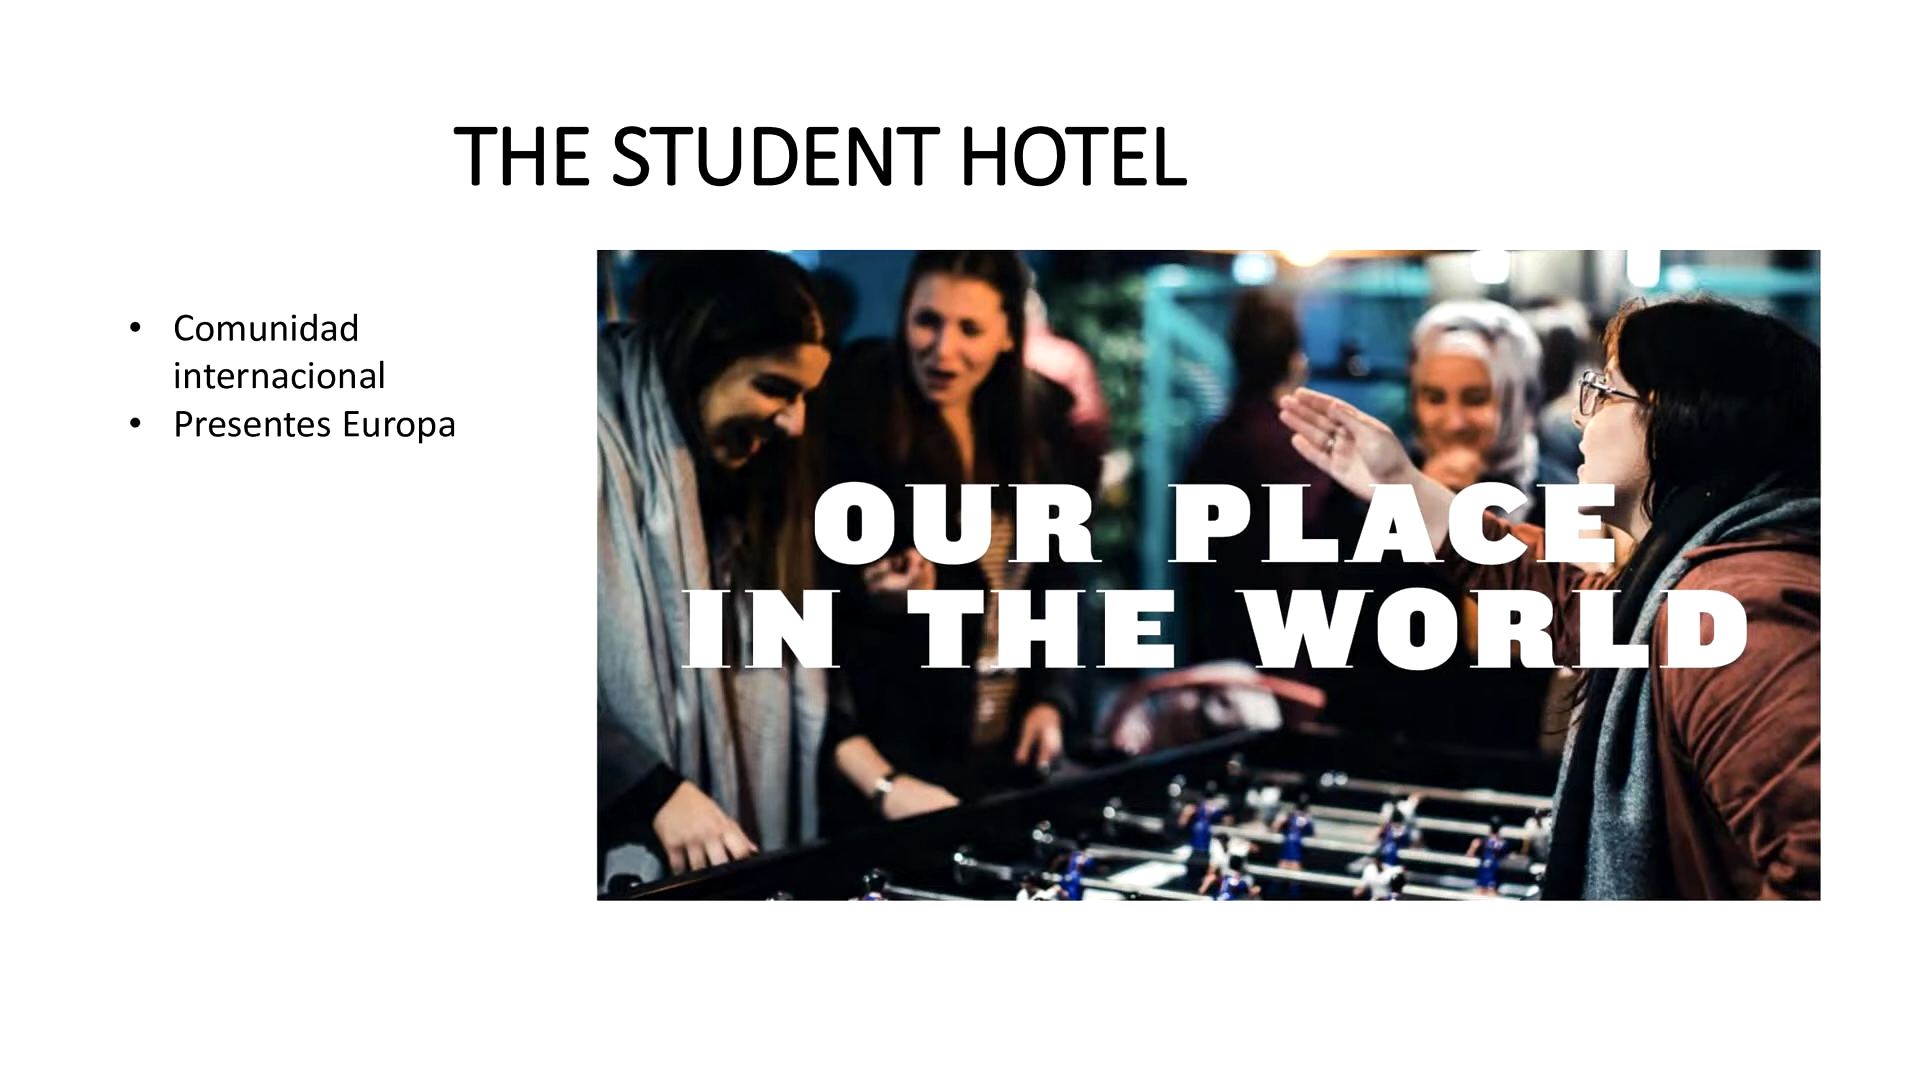 THE STUDENT HOTEL
• Comunidad
internacional
• Presentes Europa
OUR PLACE
IN THE WORLD